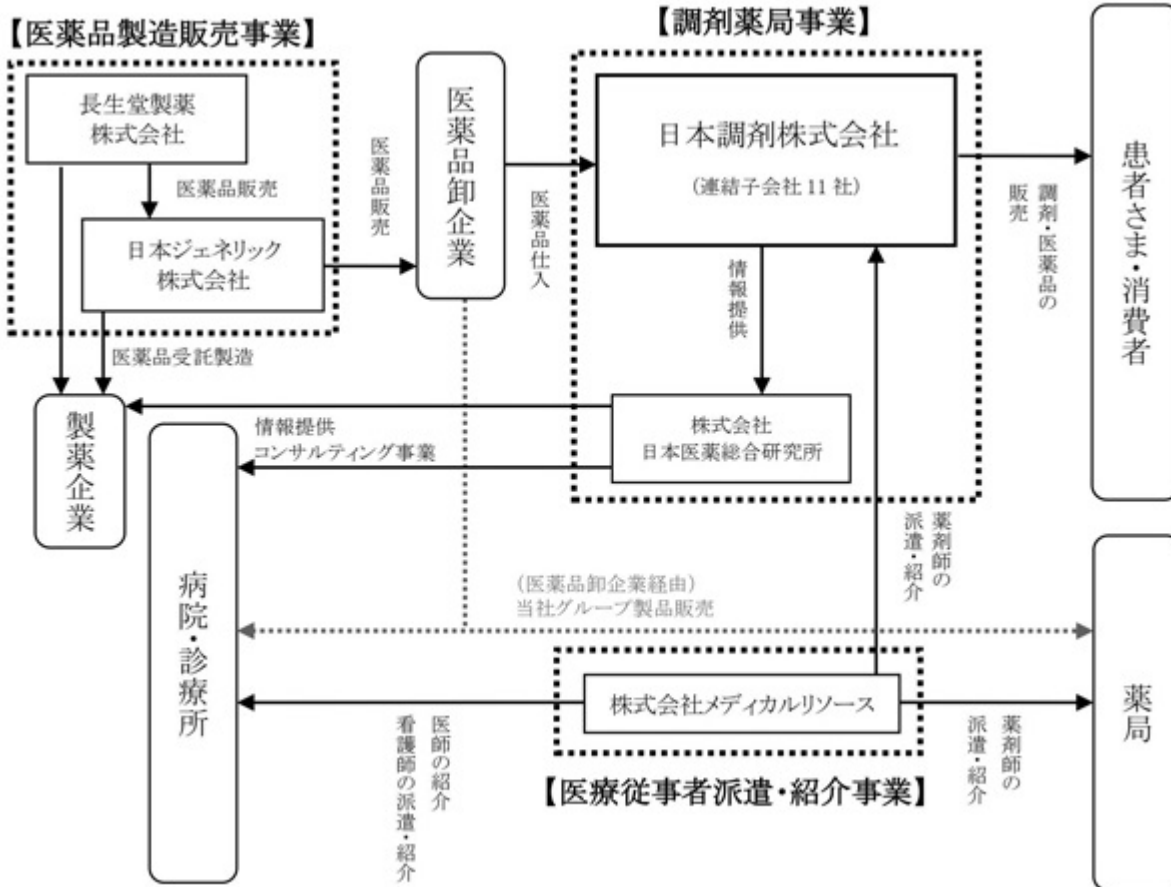 【医薬品製造販売事業】
長生堂製薬
株式会社
医薬品販売
日本ジェネリック
株式会社
医薬品受託製造
製薬企業
医薬品販売
医薬品卸企業
医薬品仕入
【調剤薬局事業】
日本調剤株式会社
(連結子会社11社)
情報提供
株式会社
日本医薬総合研究所
調剤・医薬品の
販売
患者さま・消費者
情報提供
コンサルティング事業
病院・診療所
(医薬品卸企業経由)
当社グループ製品販売
薬剤師の
派遣・紹介
株式会社メディカルリソース
【医療従事者派遣・紹介事業】
医師の紹介
看護師の派遣・紹介
薬剤師の
派遣・紹介
薬局